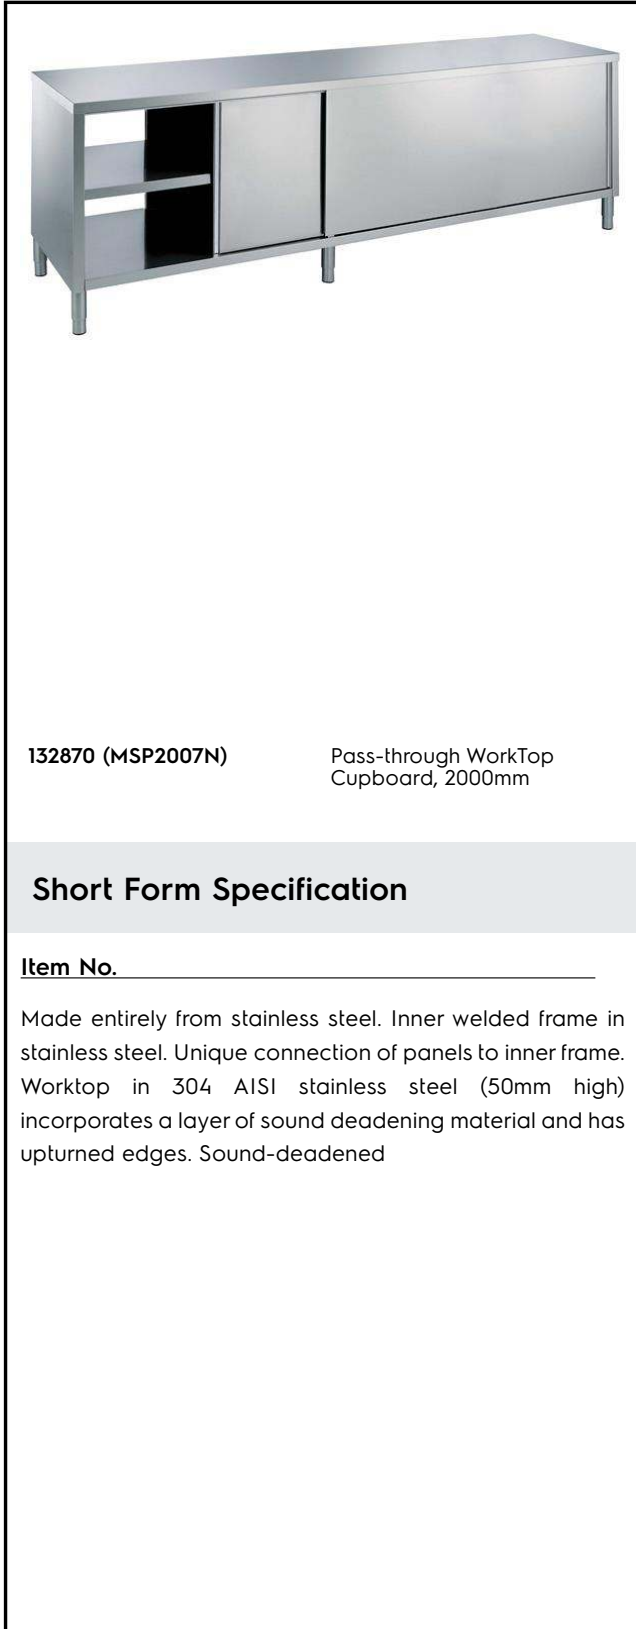 132870 (MSP2007N)
Pass-through WorkTop
Cupboard, 2000mm
Short Form Specification
Item No.
Made entirely from stainless steel. Inner welded frame in
stainless steel. Unique connection of panels to inner frame.
Worktop in 304 AISI stainless steel (50mm high)
incorporates a layer of sound deadening material and has
upturned edges. Sound-deadened